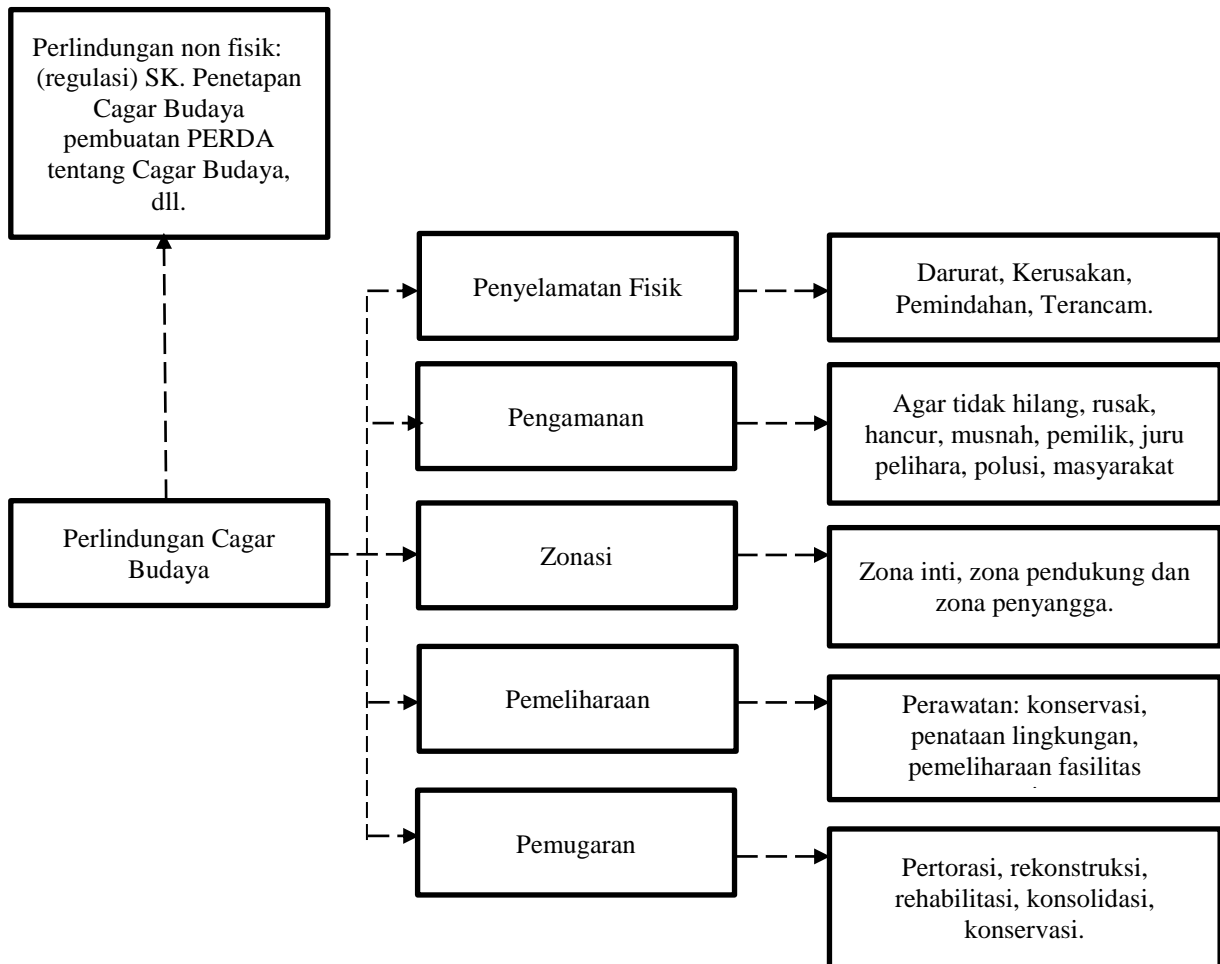 Perlindungan non fisik:
(regulasi) SK. Penetapan
Cagar Budaya
pembuatan PERDA
tentang Cagar Budaya,
dll.
Perlindungan Cagar
Budaya
Penyelamatan Fisik
Darurat, Kerusakan,
Pemindahan, Terancam.
Pengamanan
Agar tidak hilang, rusak,
hancur, musnah, pemilik, juru
pelihara, polusi, masyarakat
Zonasi
Zona inti, zona pendukung dan
zona penyangga.
Pemeliharaan
Perawatan: konservasi,
penataan lingkungan,
pemeliharaan fasilitas
Pemugaran
Pertorasi, rekonstruksi,
rehabilitasi, konsolidasi,
konservasi.